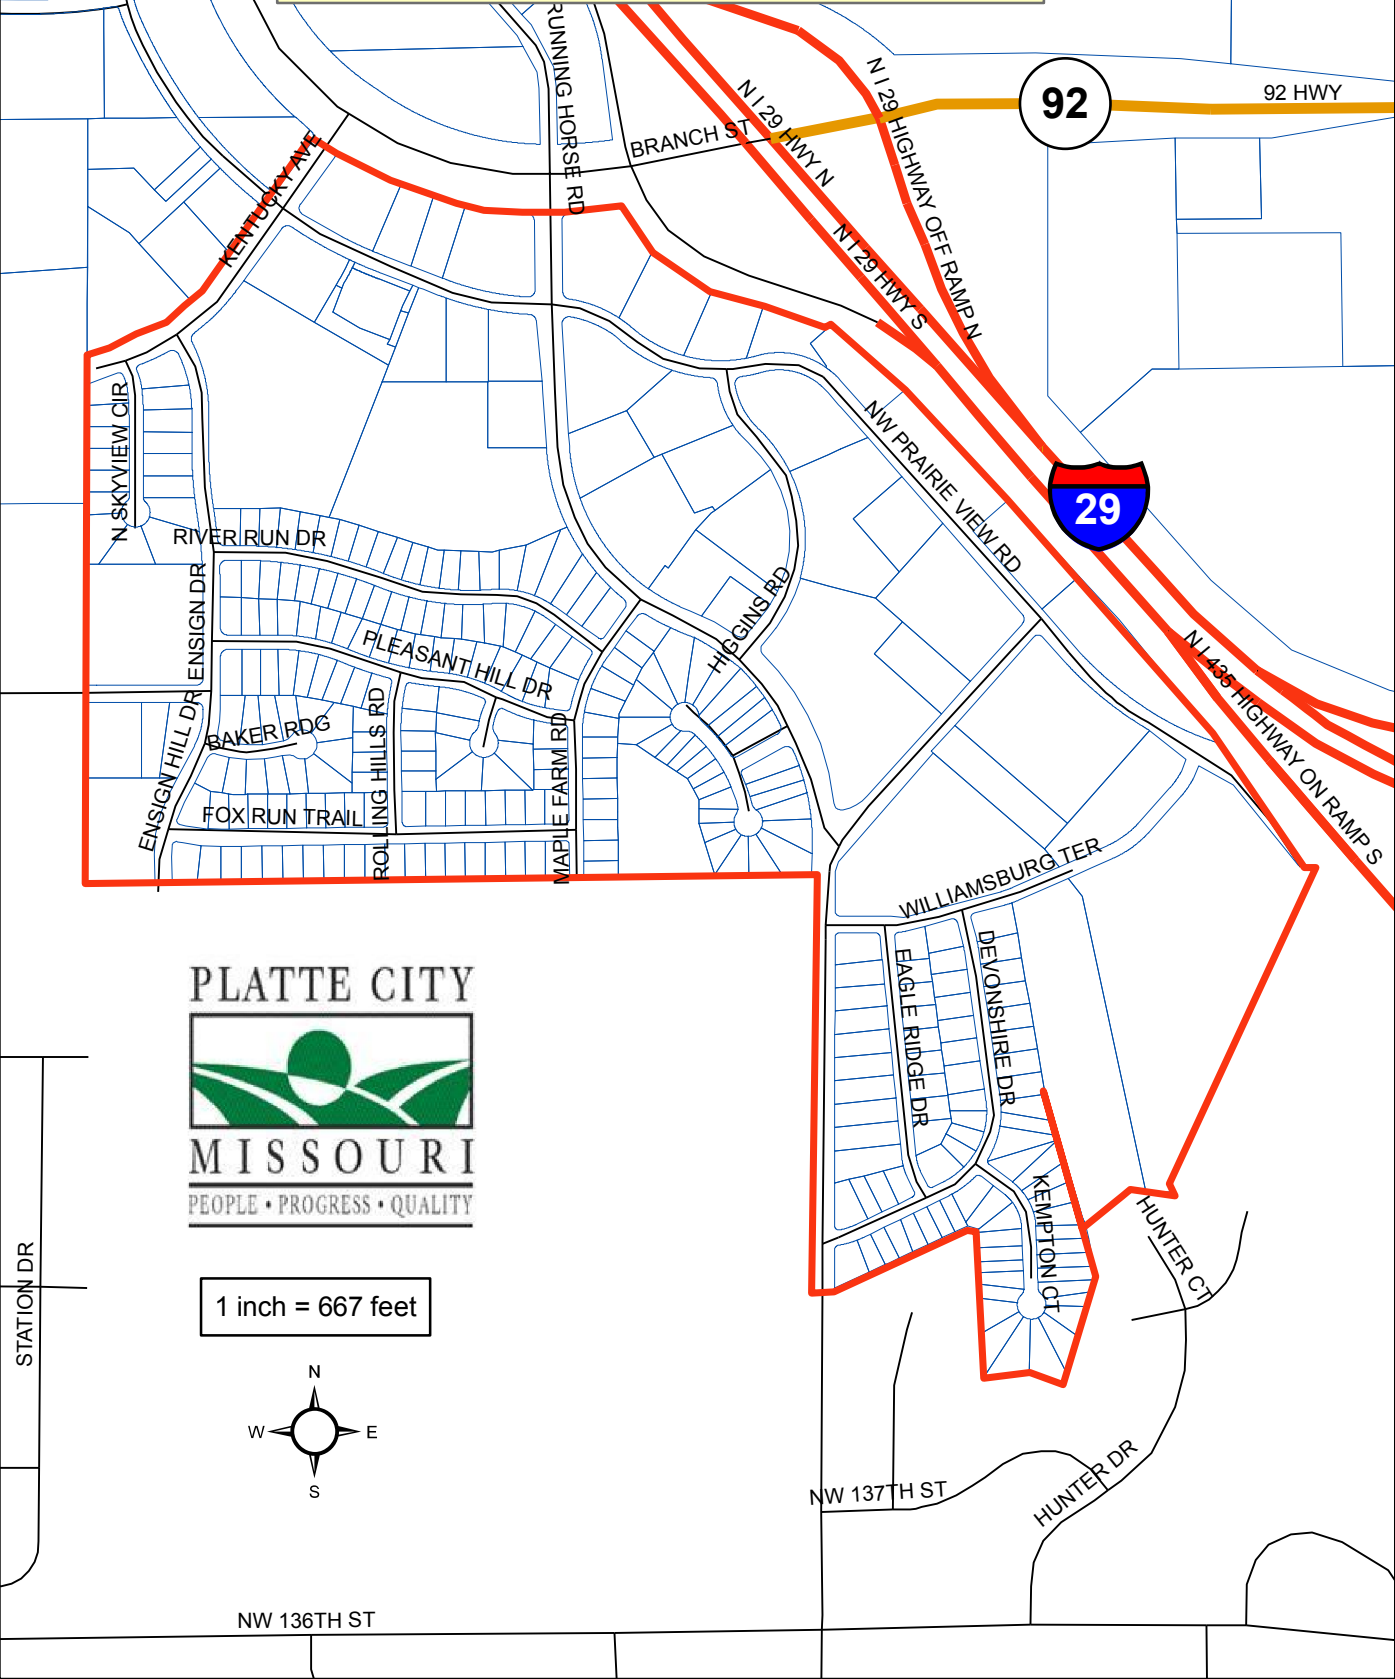 RUNNING HORSE RD
92
92 HWY
N I 29 HIGHWAY OFF RAMP N
N I 29 HWY N
BRANCH ST
KENTUCKY AVE
N I 29 HWY S
N SKYVIEW CIR
NW PRAIRIE VIEW RD
29
RIVER RUN DR
ENSIGN DR
HIGGINS RD
PLEASANT HILL DR
N I 435 HIGHWAY ON RAMP S
ENSIGN HILL DR
BAKER RDG
ROLLING HILLS RD
MAPLE FARM RD
FOX RUN TRAIL
WILLIAMSBURG TER
EAGLE RIDGE DR
DEVONSHIRE DR
PLATTE CITY
MISSOURI
PEOPLE • PROGRESS • QUALITY
KEMPTON CT
HUNTER CT
STATION DR
1 inch = 667 feet
N
W
E
S
NW 137TH ST
HUNTER DR
NW 136TH ST